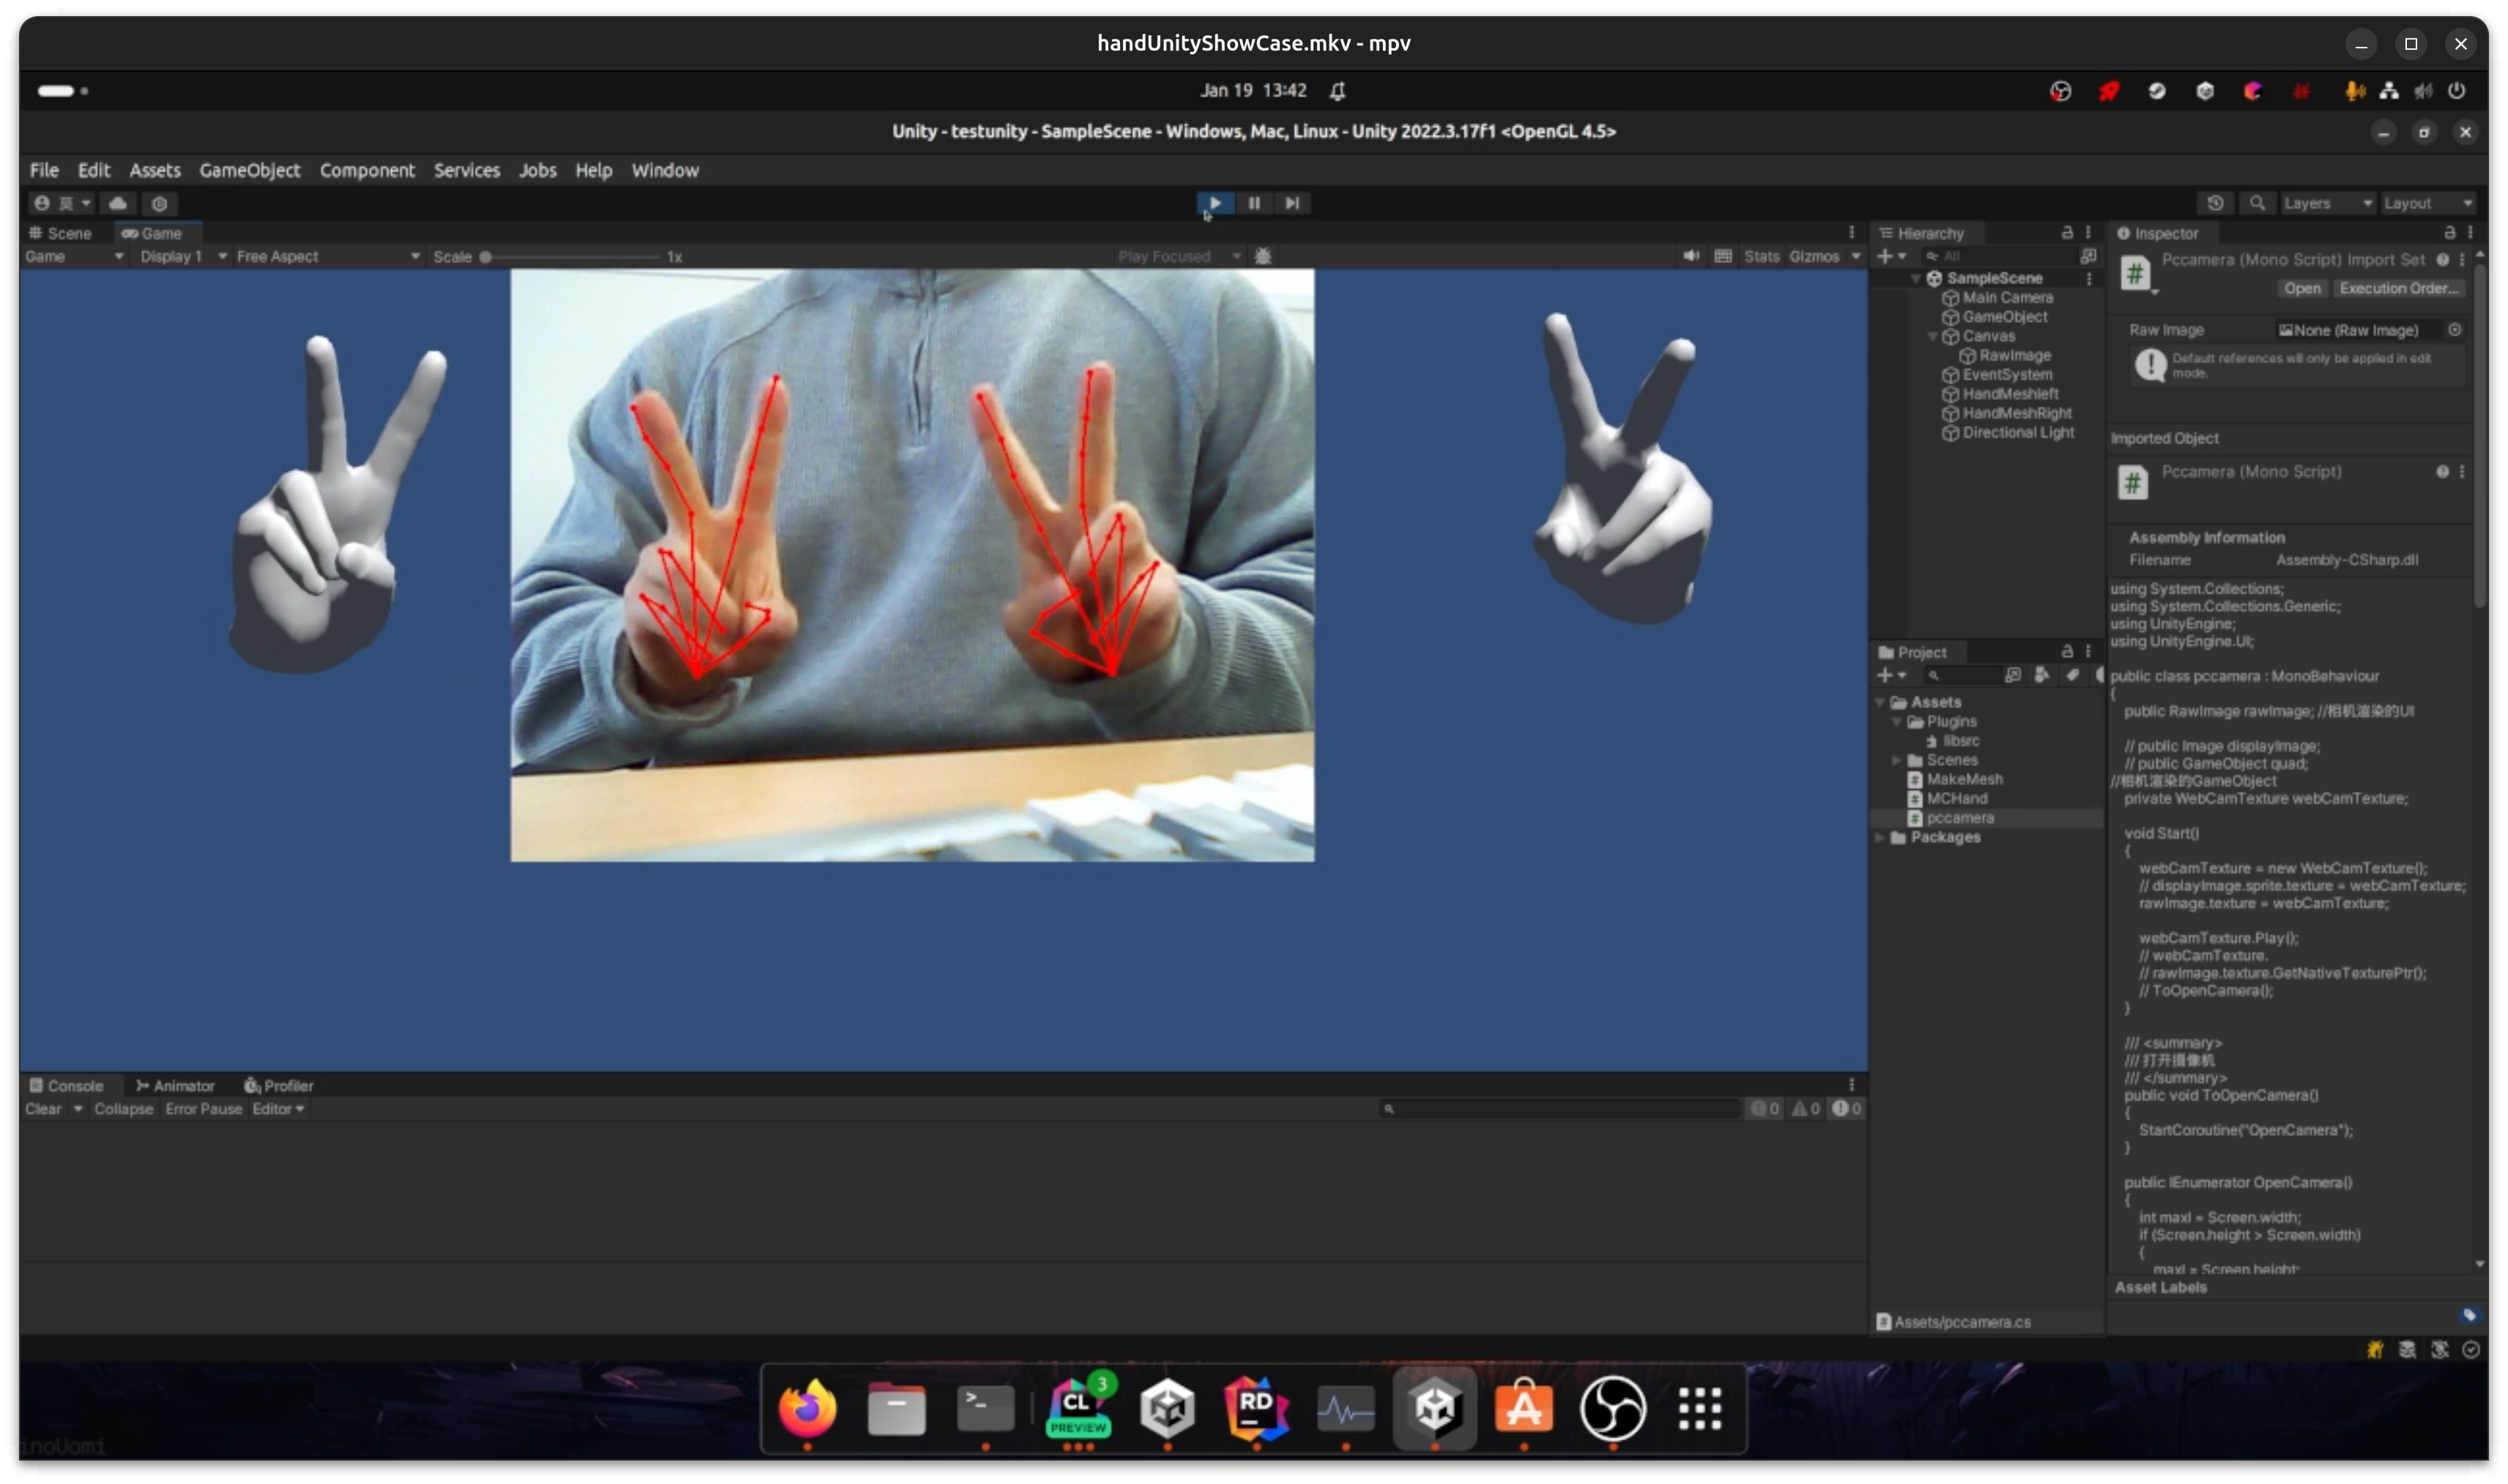 handUnityShowCase.mkv - mpv
Jan 19 13:42
Unity - testunity - SampleScene - Windows, Mac, Linux - Unity 2022.3.17f1 <OpenGL 4.5>
File Edit Assets GameObject Component Services Jobs Help Window
Layers Layout
Scene Game
Game Display 1 Free Aspect Scale 1x Play Focused Stats Gizmos
Hierarchy
All
SampleScene
Main Camera
GameObject
Canvas
RawImage
EventSystem
HandMeshleft
HandMeshRight
Directional Light
Project
Assets
Plugins
libsrc
Scenes
MakeMesh
MCHand
pccamera
Packages
Assets/pccamera.cs
Inspector
Pccamera (Mono Script) Import Set
Open Execution Order...
Raw Image None (Raw Image)
Default references will only be applied in edit
mode.
Imported Object
Pccamera (Mono Script)
Assembly Information
Filename Assembly-CSharp.dll
using System.Collections;
using System.Collections.Generic;
using UnityEngine;
using UnityEngine.UI;
public class pccamera : MonoBehaviour
{
public RawImage rawImage; //相机渲染的UI
// public Image displayImage;
// public GameObject quad;
//相机渲染的GameObject
private WebCamTexture webCamTexture;
void Start()
{
webCamTexture = new WebCamTexture();
// displayImage.sprite.texture = webCamTexture;
rawImage.texture = webCamTexture;
webCamTexture.Play();
// webCamTexture.
// rawImage.texture.GetNativeTexturePtr();
// ToOpenCamera();
}
/// <summary>
/// 打开摄像机
/// </summary>
public void ToOpenCamera()
{
StartCoroutine("OpenCamera");
}
public IEnumerator OpenCamera()
{
int maxl = Screen.width;
if (Screen.height > Screen.width)
{
maxl = Screen.height;
Asset Labels
Console Animator Profiler
Clear Collapse Error Pause Editor
0 0 0
CL
3
PREVIEW
RD